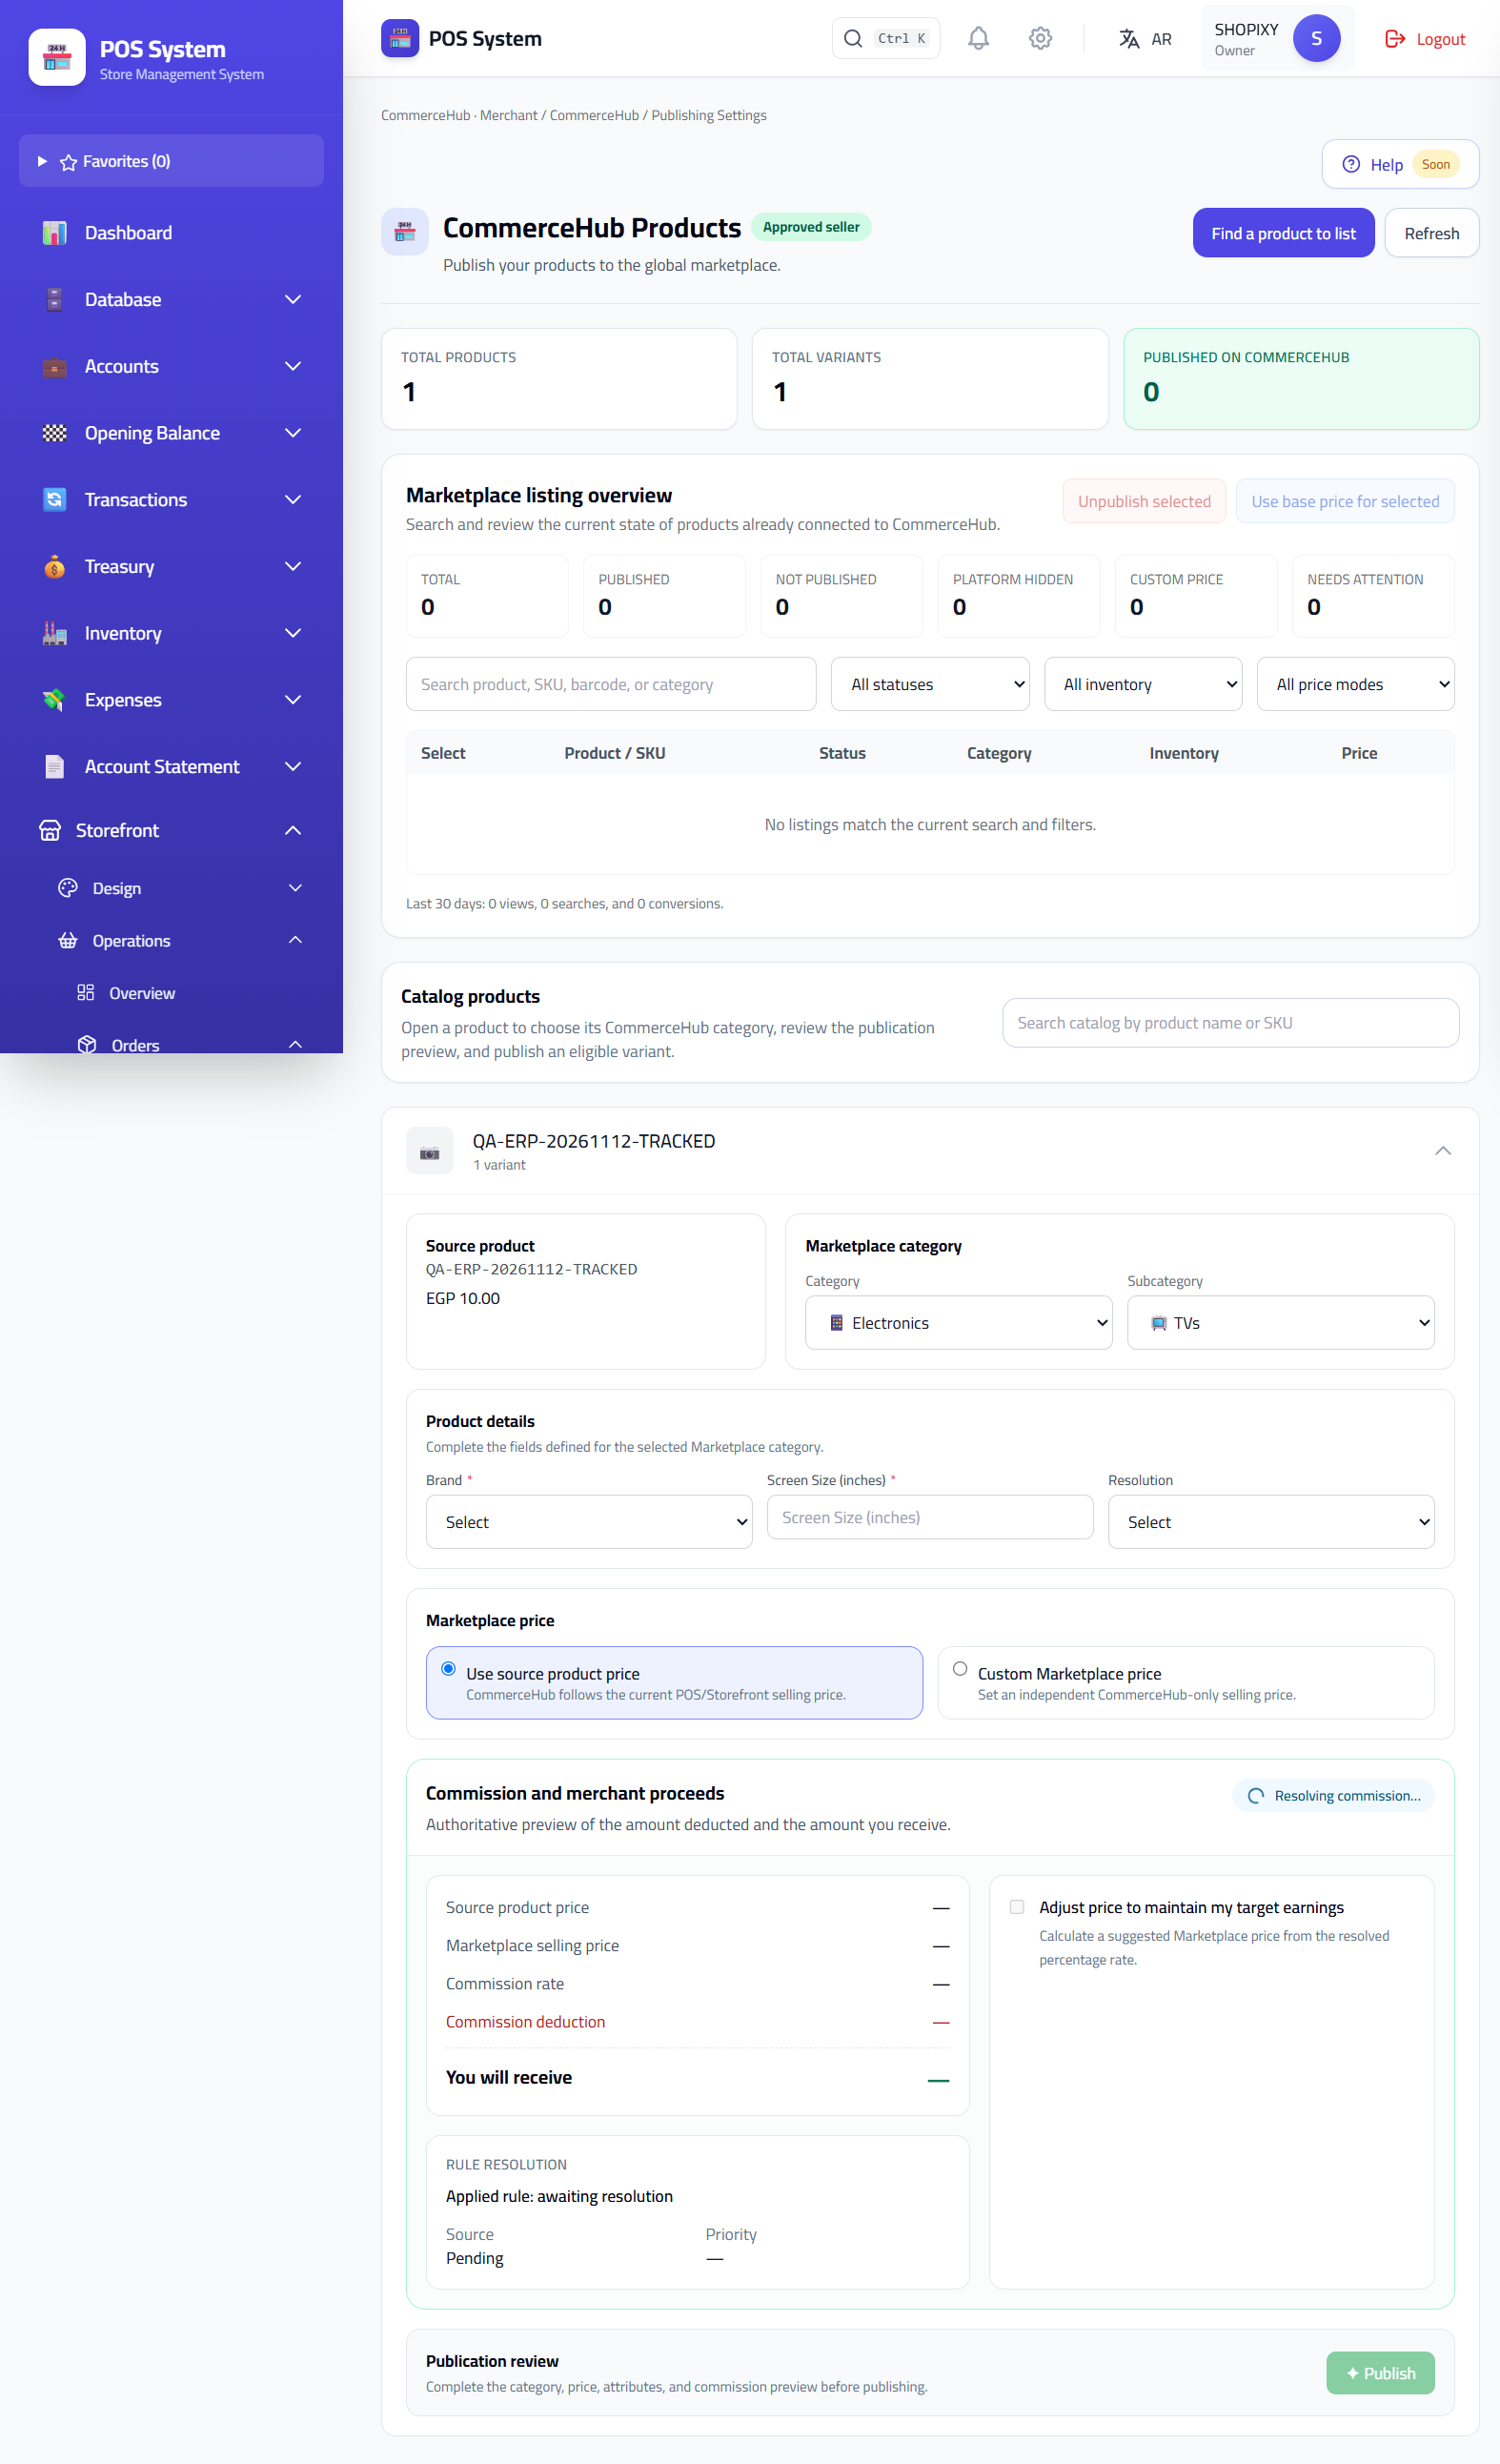 POS System
Store Management System
Favorites (0)
Dashboard
Database
Accounts
Opening Balance
Transactions
Treasury
Inventory
Expenses
Account Statement
Storefront
Design
Operations
Overview
Orders
POS System
Ctrl K
AR
SHOPIXY
Owner
S
Logout
CommerceHub · Merchant / CommerceHub / Publishing Settings
Help Soon
CommerceHub Products Approved seller
Publish your products to the global marketplace.
Find a product to list
Refresh
TOTAL PRODUCTS
1
TOTAL VARIANTS
1
PUBLISHED ON COMMERCEHUB
0
Marketplace listing overview
Search and review the current state of products already connected to CommerceHub.
Unpublish selected
Use base price for selected
TOTAL
0
PUBLISHED
0
NOT PUBLISHED
0
PLATFORM HIDDEN
0
CUSTOM PRICE
0
NEEDS ATTENTION
0
Search product, SKU, barcode, or category
All statuses
All inventory
All price modes
Select Product / SKU Status Category Inventory Price
No listings match the current search and filters.
Last 30 days: 0 views, 0 searches, and 0 conversions.
Catalog products
Open a product to choose its CommerceHub category, review the publication
preview, and publish an eligible variant.
Search catalog by product name or SKU
QA-ERP-20261112-TRACKED
1 variant
Source product
QA-ERP-20261112-TRACKED
EGP 10.00
Marketplace category
Category
Electronics
Subcategory
TVs
Product details
Complete the fields defined for the selected Marketplace category.
Brand *
Select
Screen Size (inches) *
Screen Size (inches)
Resolution
Select
Marketplace price
Use source product price
CommerceHub follows the current POS/Storefront selling price.
Custom Marketplace price
Set an independent CommerceHub-only selling price.
Commission and merchant proceeds
Authoritative preview of the amount deducted and the amount you receive.
Resolving commission...
Source product price —
Marketplace selling price —
Commission rate —
Commission deduction —
You will receive —
Adjust price to maintain my target earnings
Calculate a suggested Marketplace price from the resolved
percentage rate.
RULE RESOLUTION
Applied rule: awaiting resolution
Source
Pending
Priority
—
Publication review
Complete the category, price, attributes, and commission preview before publishing.
✦ Publish